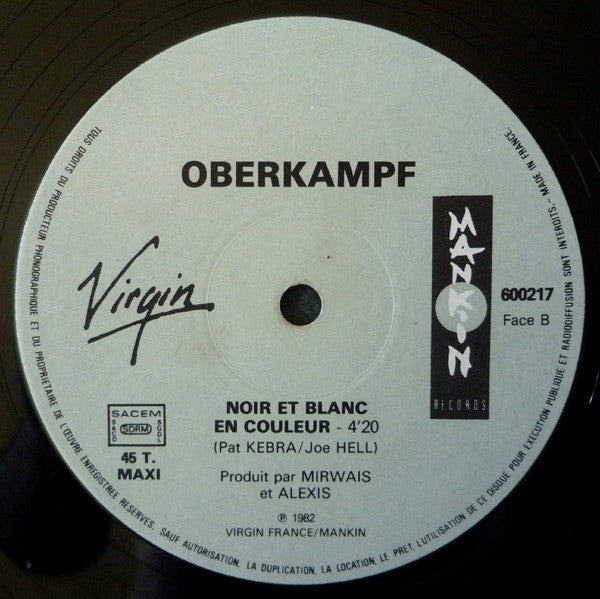 OBERKAMPF
Virgin
MANKIN
RECORDS
600217
Face B
NOIR ET BLANC
EN COULEUR - 4'20
(Pat KEBRA/Joe HELL)
Produit par MIRWAIS
et ALEXIS
℗ 1982
VIRGIN FRANCE/MANKIN
SACEM
SACD
SDRM
SGDL
45 T.
MAXI
TOUS DROITS DU PRODUCTEUR PHONOGRAPHIQUE ET DU PROPRIETAIRE DE L'ŒUVRE ENREGISTREE RESERVES. SAUF AUTORISATION, LA DUPLICATION, LA LOCATION, LE PRET, L'UTILISATION DE CE DISQUE POUR EXECUTION PUBLIQUE ET RADIODIFFUSION SONT INTERDITS.- MADE IN FRANCE.